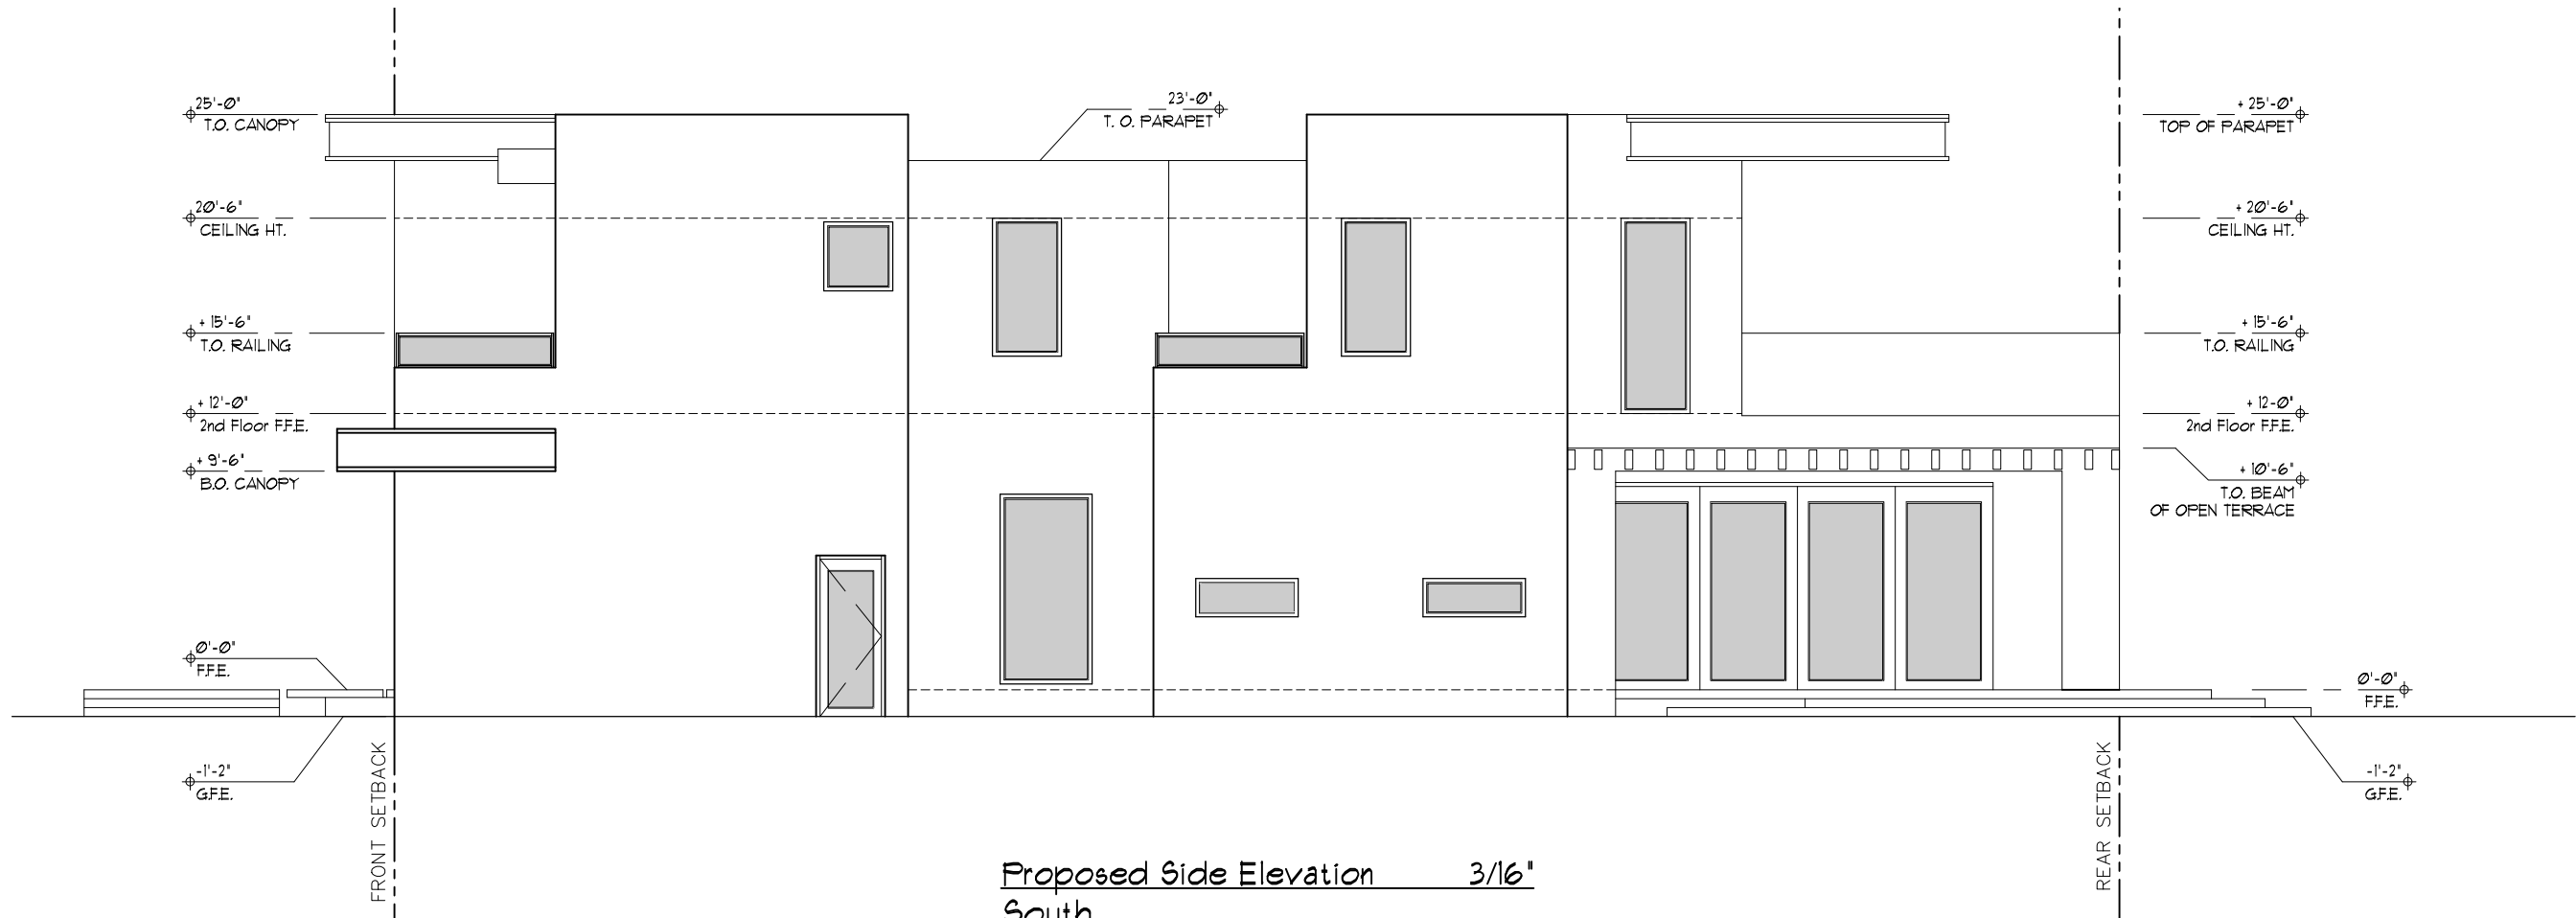 25'-0"
T.O. CANOPY
20'-6"
CEILING HT.
+ 15'-6"
T.O. RAILING
+ 12'-0"
2nd Floor F.F.E.
+ 9'-6"
B.O. CANOPY
0'-0"
F.F.E.
-1'-2"
G.F.E.
FRONT SETBACK
23'-0"
T. O. PARAPET
+ 25'-0"
TOP OF PARAPET
+ 20'-6"
CEILING HT.
+ 15'-6"
T.O. RAILING
+ 12-0"
2nd Floor F.F.E.
+ 10'-6"
T.O. BEAM
OF OPEN TERRACE
0'-0"
F.F.E.
-1'-2"
G.F.E.
REAR SETBACK
Proposed Side Elevation 3/16"
South